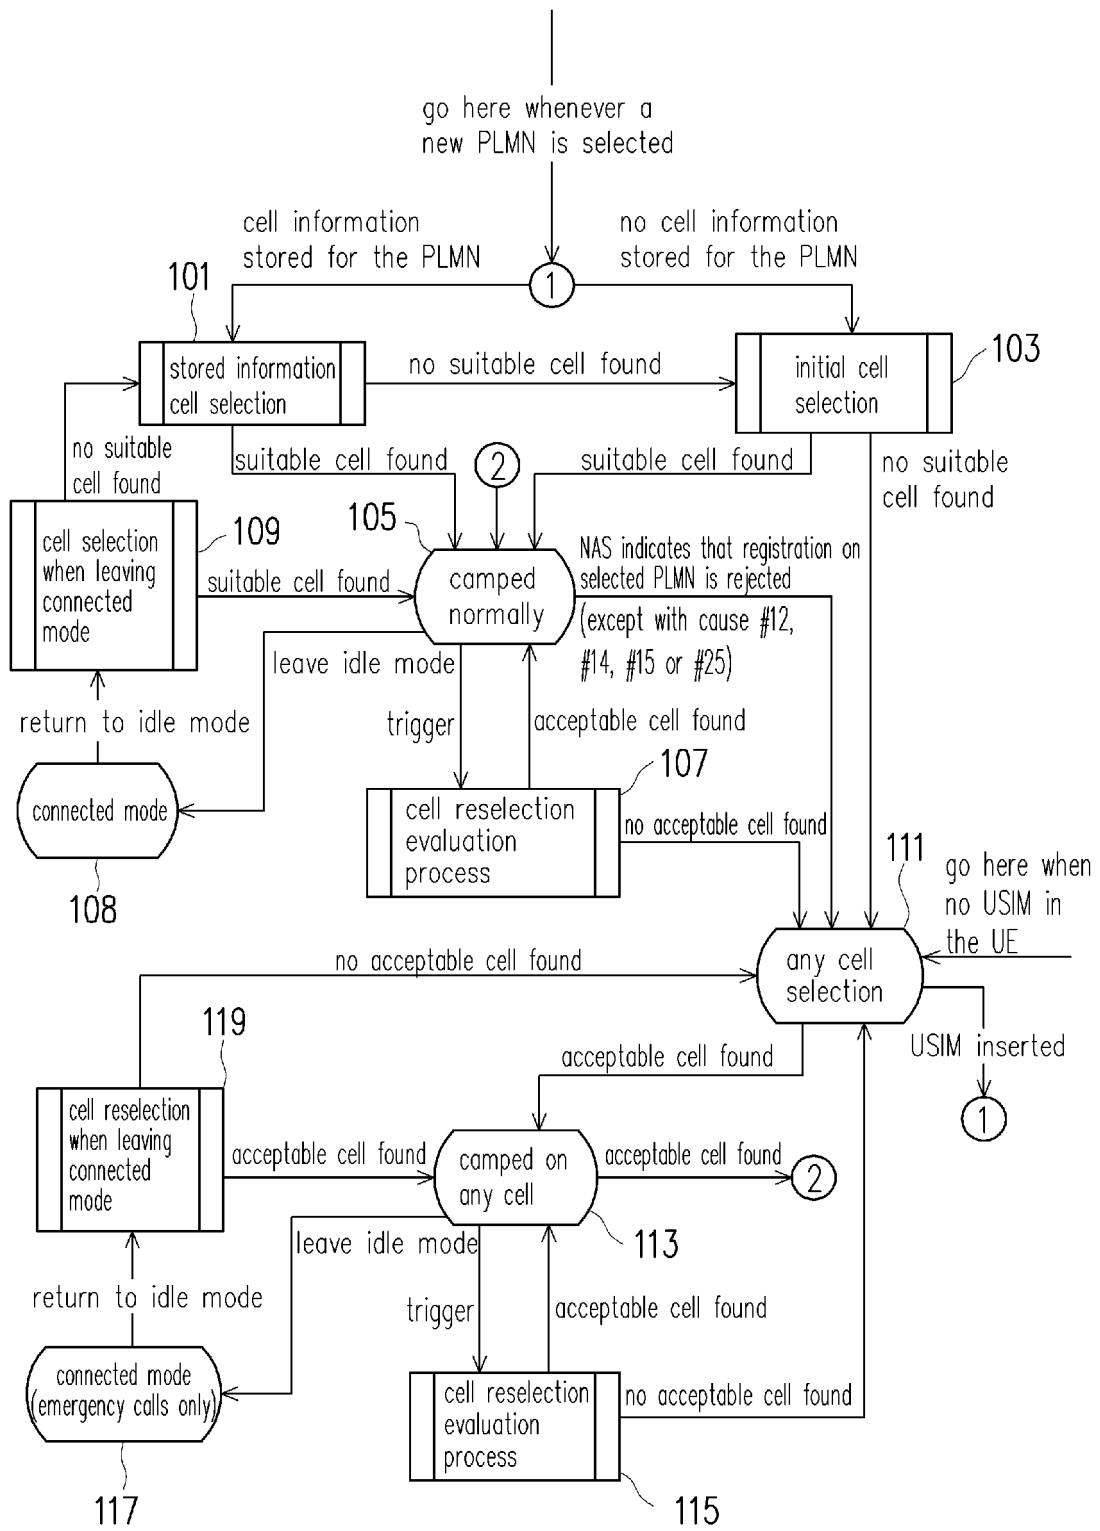 go here whenever a
new PLMN is selected
cell information
stored for the PLMN
no cell information
stored for the PLMN
1
101
stored information
cell selection
no suitable cell found
initial cell
selection
103
no suitable
cell found
suitable cell found
2
suitable cell found
no suitable
cell found
109
105
cell selection
when leaving
connected
mode
suitable cell found
camped
normally
NAS indicates that registration on
selected PLMN is rejected
(except with cause #12,
#14, #15 or #25)
leave idle mode
return to idle mode
trigger
acceptable cell found
107
connected mode
108
cell reselection
evaluation
process
no acceptable cell found
111
go here when
no USIM in
the UE
any cell
selection
no acceptable cell found
119
USIM inserted
1
acceptable cell found
cell reselection
when leaving
connected
mode
acceptable cell found
camped on
any cell
acceptable cell found
2
113
leave idle mode
return to idle mode
trigger
acceptable cell found
connected mode
(emergency calls only)
117
cell reselection
evaluation
process
no acceptable cell found
115